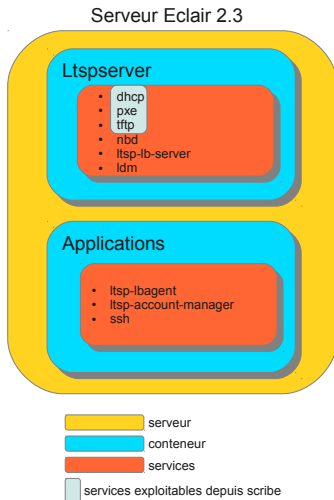 Serveur Eclair 2.3
Ltspserver
• dhcp
• pxe
• tftp
• nbd
• ltsp-lb-server
• ldm
Applications
• ltsp-lbagent
• ltsp-account-manager
• ssh
serveur
conteneur
services
services exploitables depuis scribe